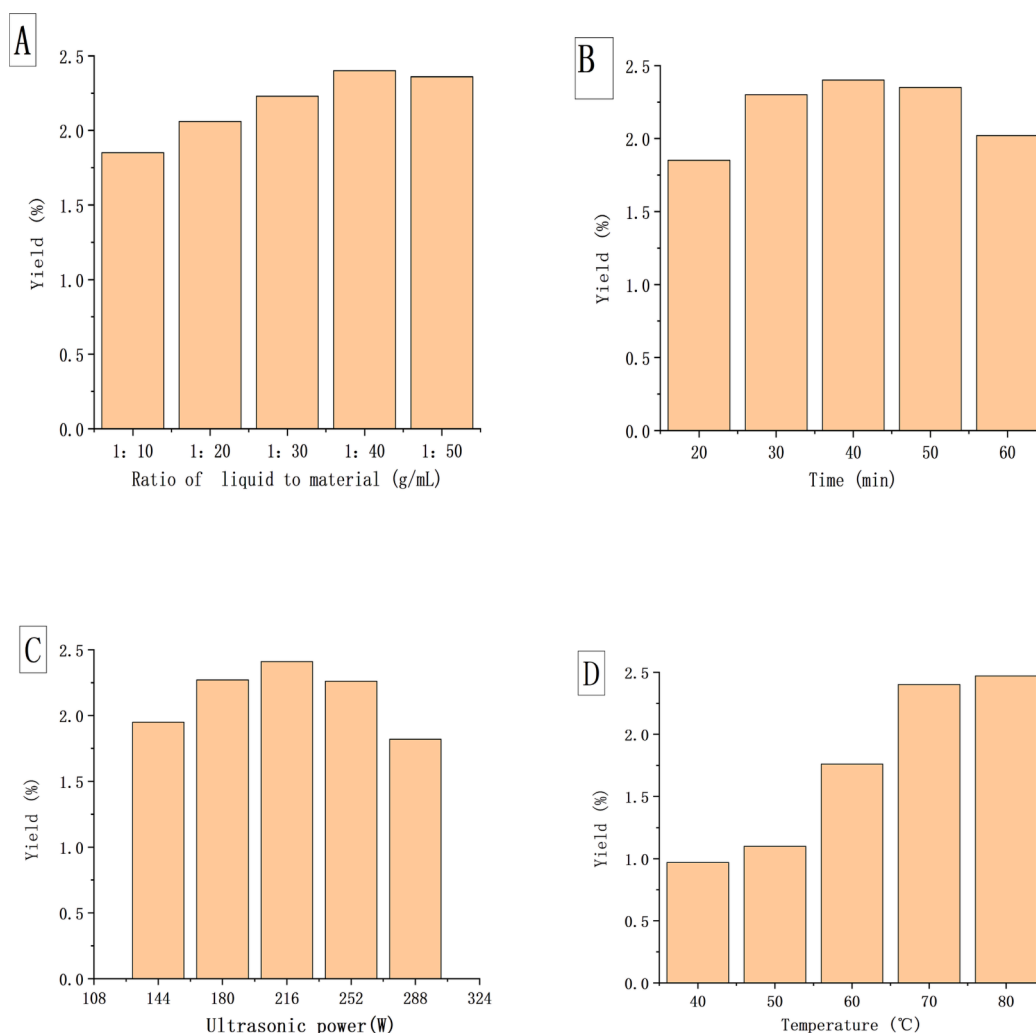 A
2.5
2.0
1.5
1.0
0.5
0.0
Yield (%)
1: 10 1: 20 1: 30 1: 40 1: 50
Ratio of liquid to material (g/mL)
B
2.5
2.0
1.5
1.0
0.5
0.0
Yield (%)
20 30 40 50 60
Time (min)
C
2.5
2.0
1.5
1.0
0.5
0.0
Yield (%)
108 144 180 216 252 288 324
Ultrasonic power(W)
D
2.5
2.0
1.5
1.0
0.5
0.0
Yield (%)
40 50 60 70 80
Temperature (℃)